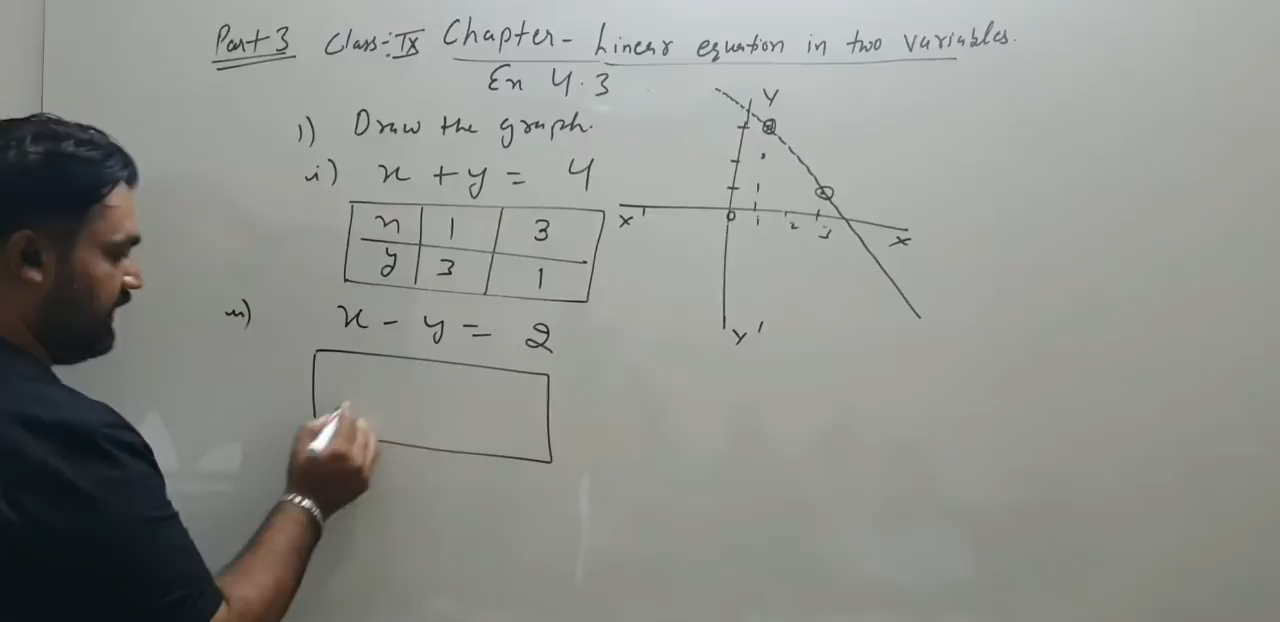 Part 3 Class:- IX Chapter - Linear equation in two variables.
Ex 4.3
1) Draw the graph.
i) x + y = 4
x 1 3
y 3 1
ii) x - y = 2
Y
X' 0 1 2 3 X
Y'